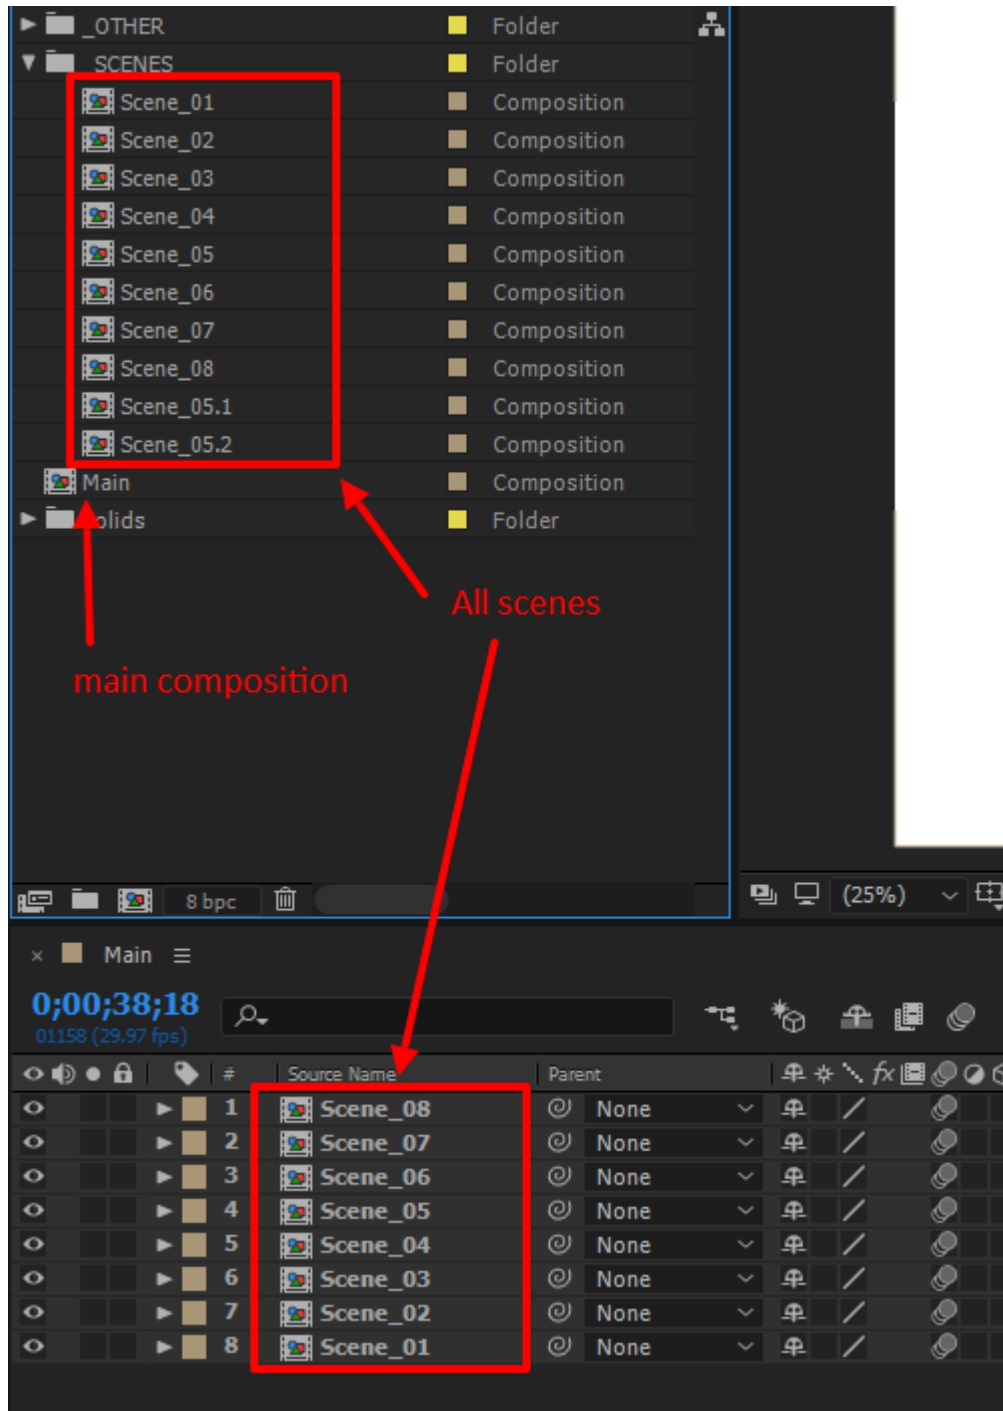 _OTHER Folder
_SCENES Folder
Scene_01 Composition
Scene_02 Composition
Scene_03 Composition
Scene_04 Composition
Scene_05 Composition
Scene_06 Composition
Scene_07 Composition
Scene_08 Composition
Scene_05.1 Composition
Scene_05.2 Composition
Main Composition
olids Folder
All scenes
main composition
8 bpc
(25%)
Main
0;00;38;18
01158 (29.97 fps)
# Source Name Parent fx
1 Scene_08 None
2 Scene_07 None
3 Scene_06 None
4 Scene_05 None
5 Scene_04 None
6 Scene_03 None
7 Scene_02 None
8 Scene_01 None